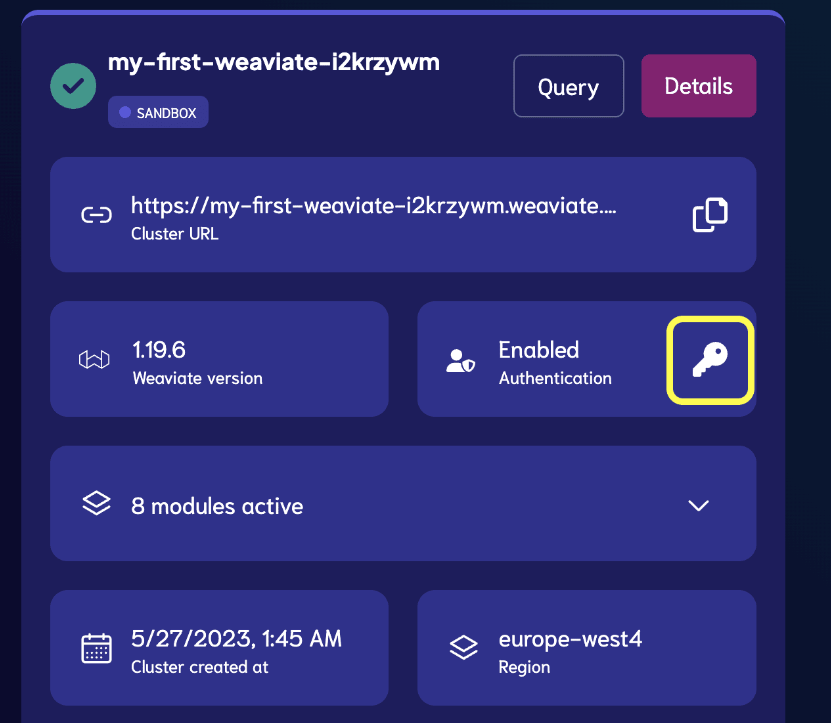 my-first-weaviate-i2krzywm
SANDBOX
Query
Details
https://my-first-weaviate-i2krzywm.weaviate....
Cluster URL
1.19.6
Weaviate version
Enabled
Authentication
8 modules active
5/27/2023, 1:45 AM
Cluster created at
europe-west4
Region